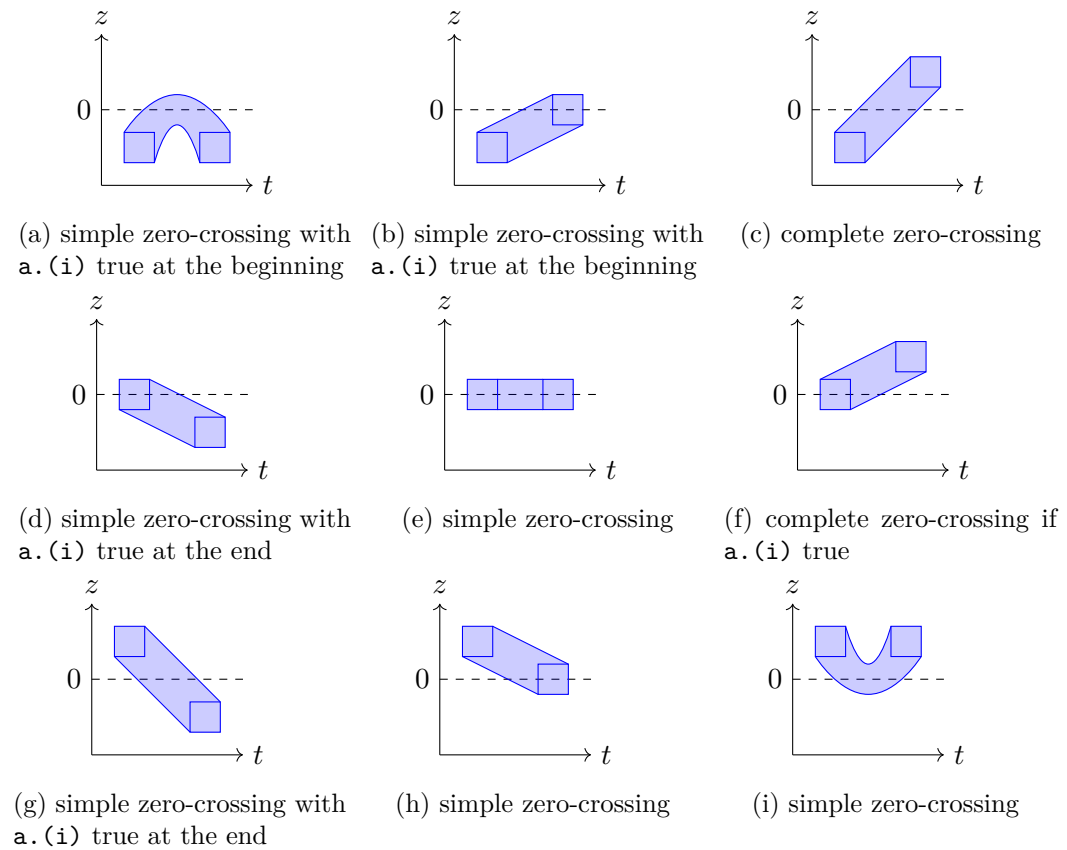 z
0
t
(a) simple zero-crossing with
a.(i) true at the beginning
z
0
t
(b) simple zero-crossing with
a.(i) true at the beginning
z
0
t
(c) complete zero-crossing
z
0
t
(d) simple zero-crossing with
a.(i) true at the end
z
0
t
(e) simple zero-crossing
z
0
t
(f) complete zero-crossing if
a.(i) true
z
0
t
(g) simple zero-crossing with
a.(i) true at the end
z
0
t
(h) simple zero-crossing
z
0
t
(i) simple zero-crossing